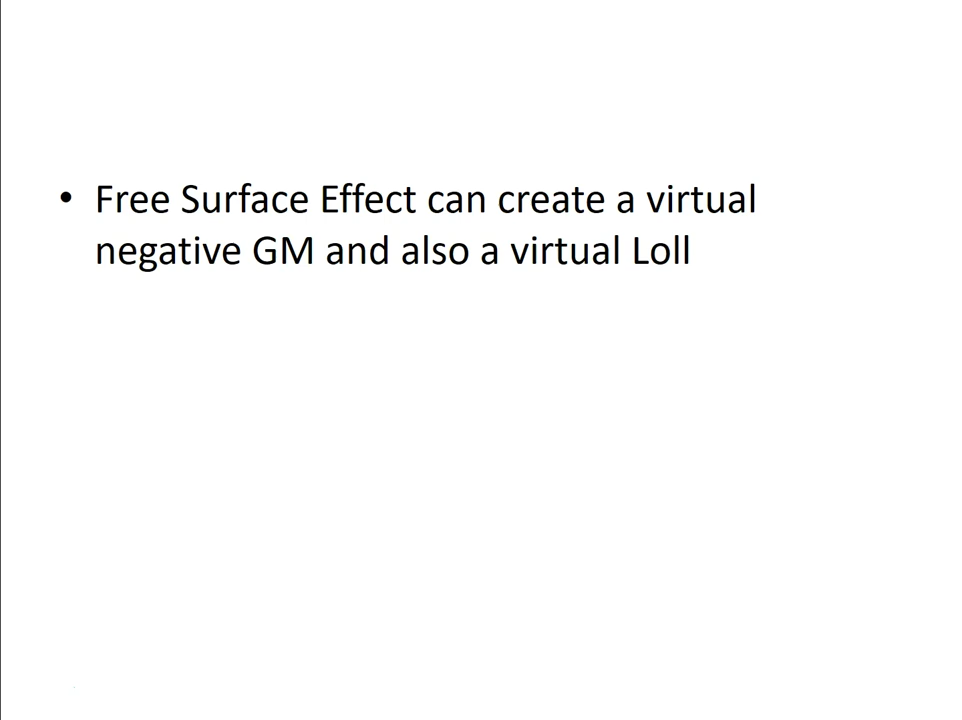 • Free Surface Effect can create a virtual
negative GM and also a virtual Loll